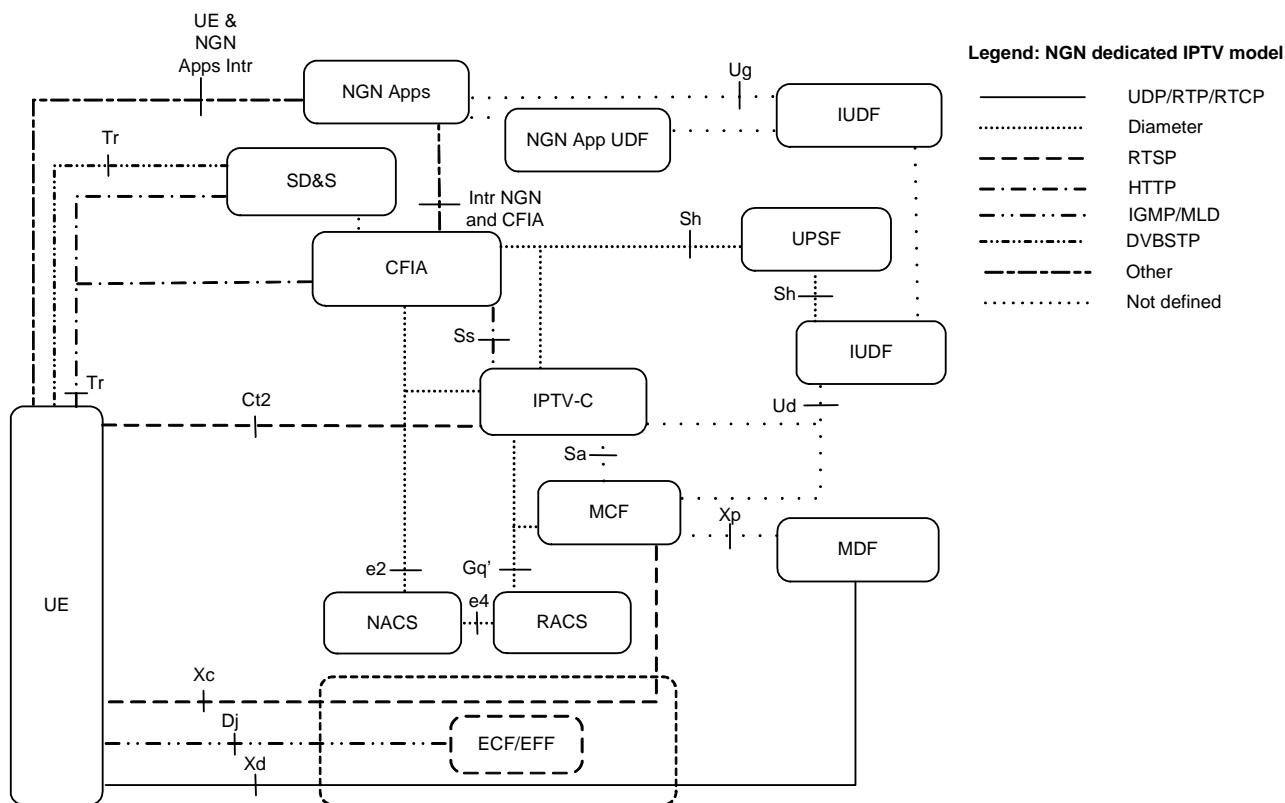 UE &
NGN
Apps Intr
NGN Apps
Ug
IUDF
NGN App UDF
Tr
SD&S
Intr NGN
and CFIA
Sh
UPSF
CFIA
Sh
Ss
IUDF
Tr
Ct2
IPTV-C
Ud
Sa
MCF
Xp
MDF
e2
Gq’
e4
UE
NACS
RACS
Xc
Dj
ECF/EFF
Xd
Legend: NGN dedicated IPTV model
UDP/RTP/RTCP
Diameter
RTSP
HTTP
IGMP/MLD
DVBSTP
Other
Not defined